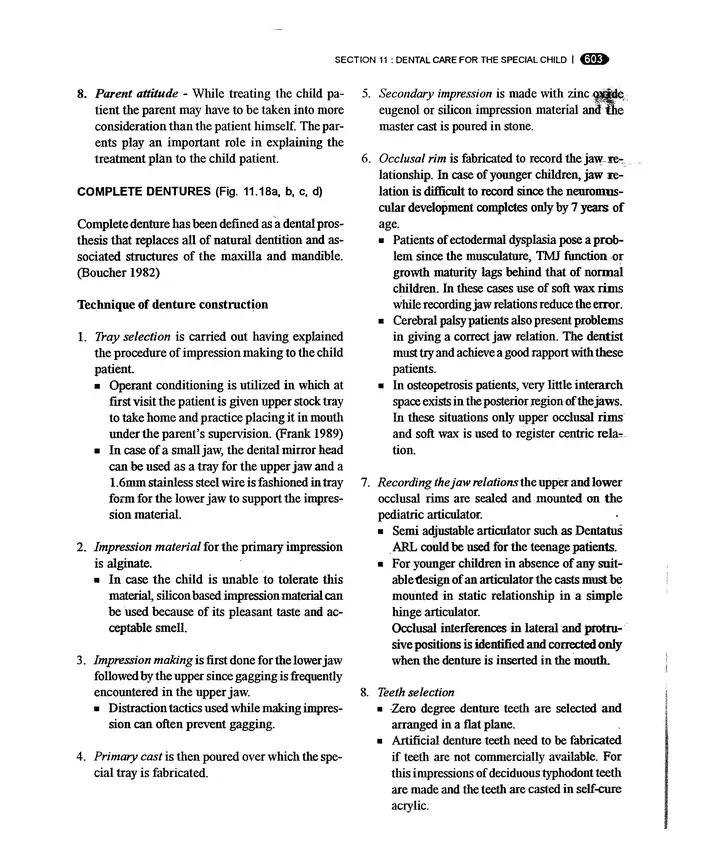 SECTION 11 : DENTAL CARE FOR THE SPECIAL CHILD | 603
8. Parent attitude - While treating the child pa-
tient the parent may have to be taken into more
consideration than the patient himself. The par-
ents play an important role in explaining the
treatment plan to the child patient.
COMPLETE DENTURES (Fig. 11.18a, b, c, d)
Complete denture has been defined as a dental pros-
thesis that replaces all of natural dentition and as-
sociated structures of the maxilla and mandible.
(Boucher 1982)
Technique of denture construction
1. Tray selection is carried out having explained
the procedure of impression making to the child
patient.
■ Operant conditioning is utilized in which at
first visit the patient is given upper stock tray
to take home and practice placing it in mouth
under the parent's supervision. (Frank 1989)
■ In case of a small jaw, the dental mirror head
can be used as a tray for the upper jaw and a
1.6mm stainless steel wire is fashioned in tray
form for the lower jaw to support the impres-
sion material.
2. Impression material for the primary impression
is alginate.
■ In case the child is unable to tolerate this
material, silicon based impression material can
be used because of its pleasant taste and ac-
ceptable smell.
3. Impression making is first done for the lower jaw
followed by the upper since gagging is frequently
encountered in the upper jaw.
■ Distraction tactics used while making impres-
sion can often prevent gagging.
4. Primary cast is then poured over which the spe-
cial tray is fabricated.
5. Secondary impression is made with zinc oxide
eugenol or silicon impression material and the
master cast is poured in stone.
6. Occlusal rim is fabricated to record the jaw re-
lationship. In case of younger children, jaw re-
lation is difficult to record since the neuromus-
cular development completes only by 7 years of
age.
■ Patients of ectodermal dysplasia pose a prob-
lem since the musculature, TMJ function or
growth maturity lags behind that of normal
children. In these cases use of soft wax rims
while recording jaw relations reduce the error.
■ Cerebral palsy patients also present problems
in giving a correct jaw relation. The dentist
must try and achieve a good rapport with these
patients.
■ In osteopetrosis patients, very little interarch
space exists in the posterior region of the jaws.
In these situations only upper occlusal rims
and soft wax is used to register centric rela-
tion.
7. Recording the jaw relations the upper and lower
occlusal rims are sealed and mounted on the
pediatric articulator.
■ Semi adjustable articulator such as Dentatus
ARL could be used for the teenage patients.
■ For younger children in absence of any suit-
able design of an articulator the casts must be
mounted in static relationship in a simple
hinge articulator.
Occlusal interferences in lateral and protru-
sive positions is identified and corrected only
when the denture is inserted in the mouth.
8. Teeth selection
■ Zero degree denture teeth are selected and
arranged in a flat plane.
■ Artificial denture teeth need to be fabricated
if teeth are not commercially available. For
this impressions of deciduous typhodont teeth
are made and the teeth are casted in self-cure
acrylic.